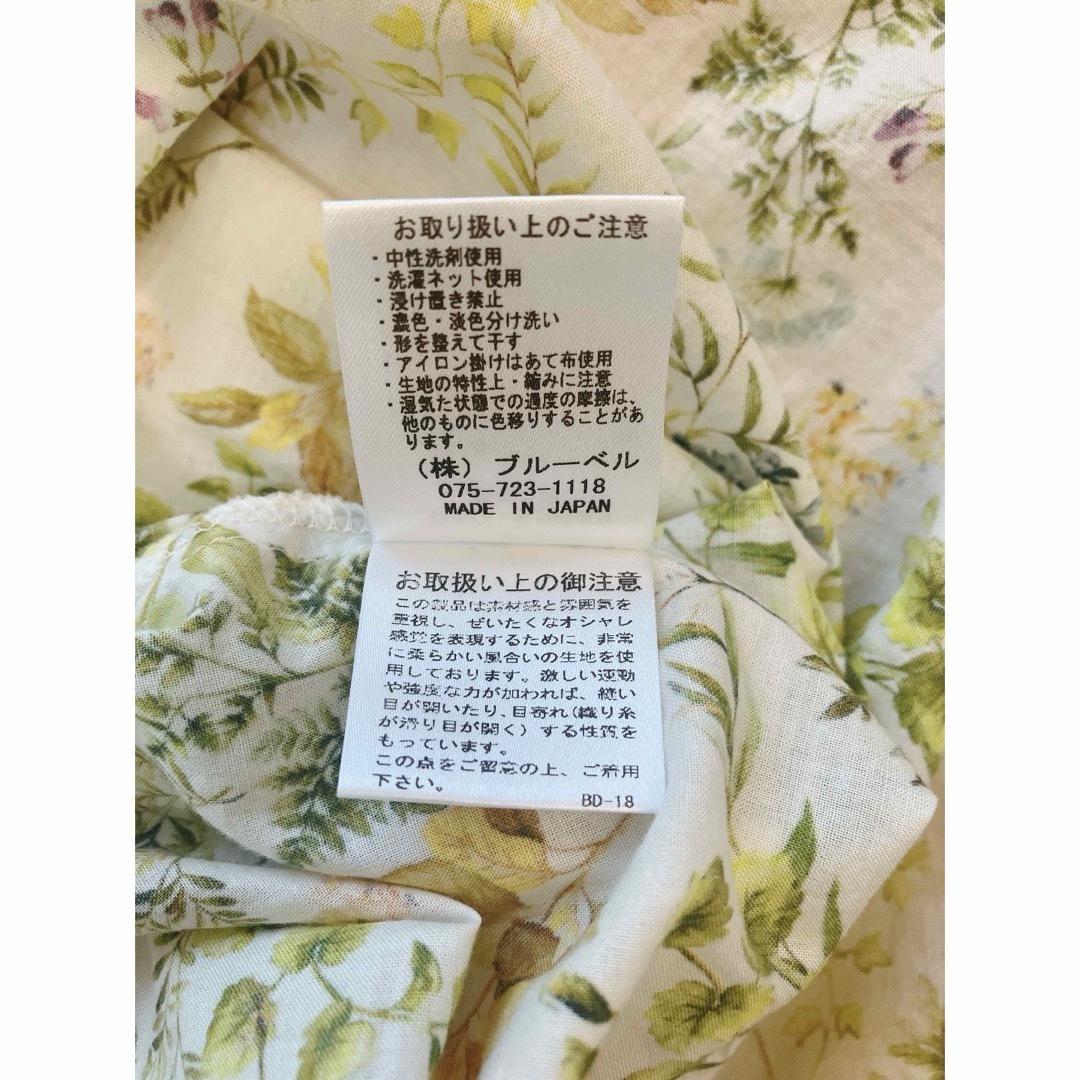 お取り扱い上のご注意
・中性洗剤使用
・洗濯ネット使用
・浸け置き禁止
・濃色・淡色分け洗い
・形を整えて干す
・アイロン掛けはあて布使用
・生地の特性上・縮みに注意
・湿気た状態での過度の摩擦は、
他のものに色移りすることがあ
ります。
（株）ブルーベル
075-723-1118
MADE IN JAPAN
お取扱い上の御注意
この製品は素材感と雰囲気を
重視し、ぜいたくなオシャレ
感覚を表現するために、非常
に柔らかい風合いの生地を使
用しております。激しい運動
や強度な力が加われば、縫い
目が開いたり、目寄れ(織り糸
が滑り目が開く）する性質を
もっています。
この点をご留意の上、ご着用
下さい。
BD-18